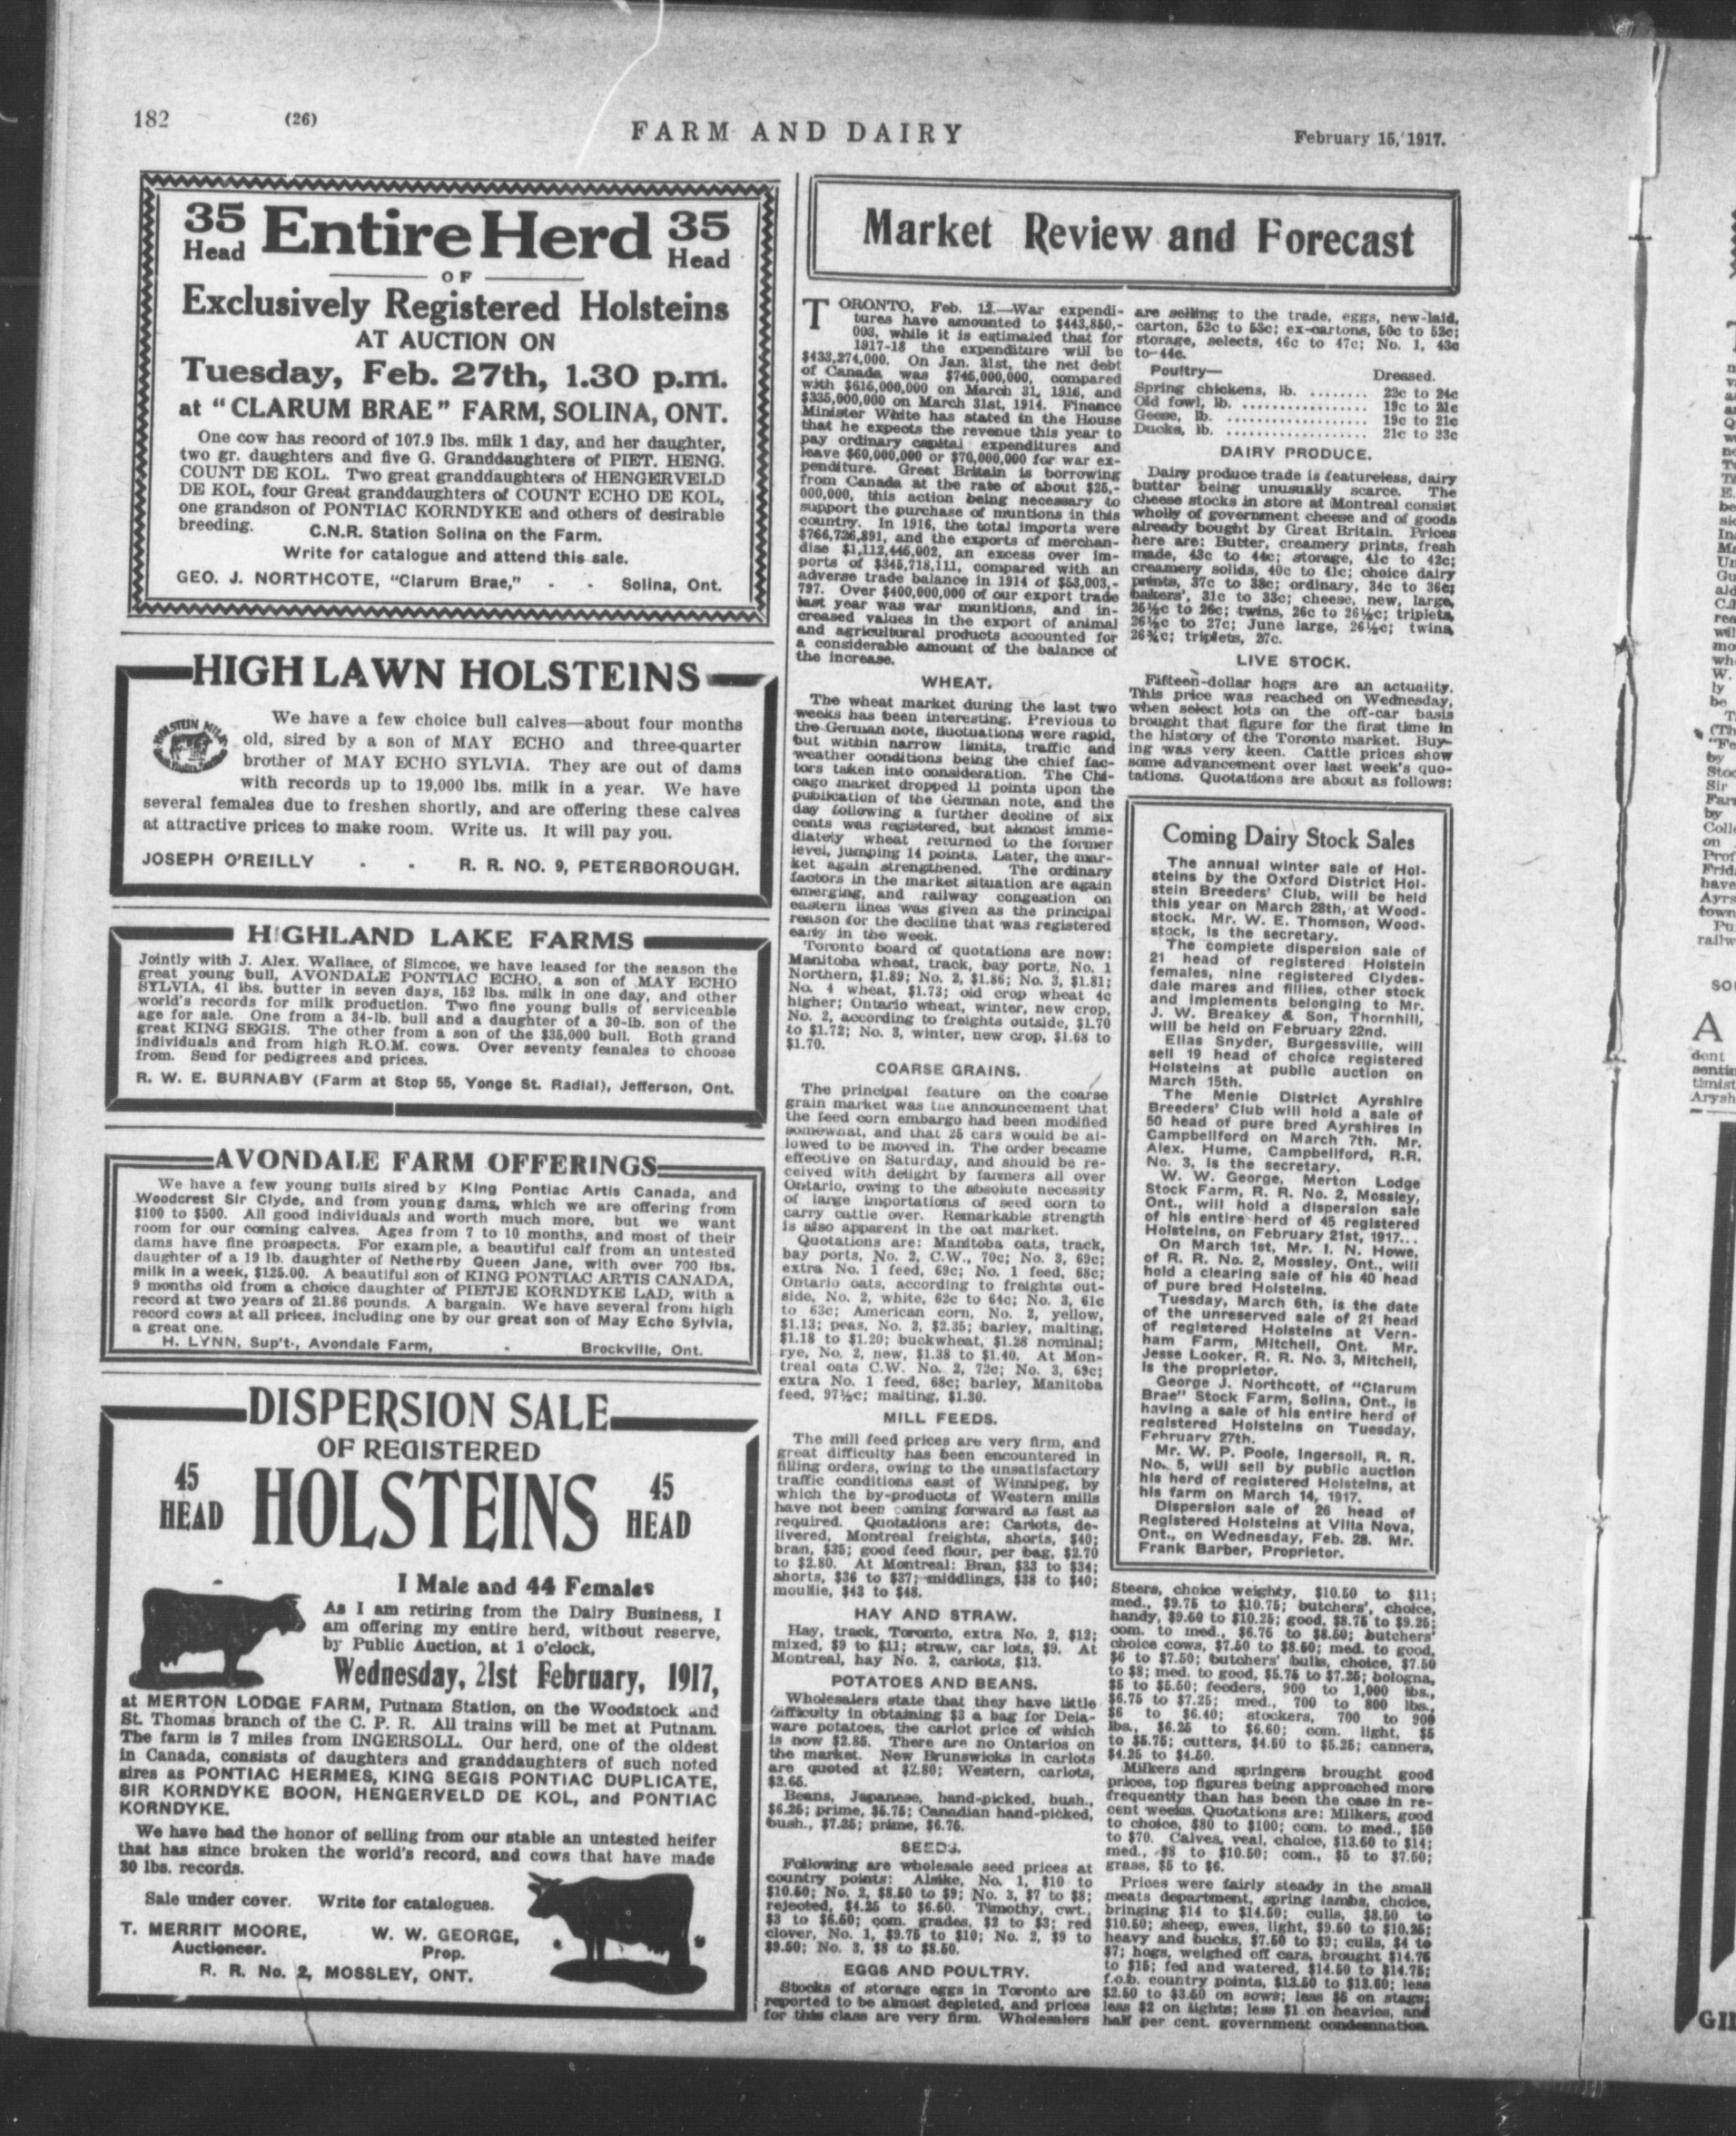 182
(26)
FARM AND DAIRY
February 15, 1917.
35 Head Entire Herd 35 Head
OF
Exclusively Registered Holsteins
AT AUCTION ON
Tuesday, Feb. 27th, 1.30 p.m.
at "CLARUM BRAE" FARM, SOLINA, ONT.
One cow has record of 107.9 lbs. milk 1 day, and her daughter,
two gr. daughters and five G. Granddaughters of PIET. HENG.
COUNT DE KOL. Two great granddaughters of HENGERVELD
DE KOL, four Great granddaughters of COUNT ECHO DE KOL,
one grandson of PONTIAC KORNDYKE and others of desirable
breeding. C.N.R. Station Solina on the Farm.
Write for catalogue and attend this sale.
GEO. J. NORTHCOTE, "Clarum Brae," - - Solina, Ont.
HIGH LAWN HOLSTEINS
We have a few choice bull calves—about four months
old, sired by a son of MAY ECHO and three-quarter
brother of MAY ECHO SYLVIA. They are out of dams
with records up to 19,000 lbs. milk in a year. We have
several females due to freshen shortly, and are offering these calves
at attractive prices to make room. Write us. It will pay you.
JOSEPH O'REILLY - - R. R. NO. 9, PETERBOROUGH.
HIGHLAND LAKE FARMS
Jointly with J. Alex. Wallace, of Simcoe, we have leased for the season the
great young bull, AVONDALE PONTIAC ECHO, a son of MAY ECHO
SYLVIA, 41 lbs. butter in seven days, 152 lbs. milk in one day, and other
world's records for milk production. Two fine young bulls of serviceable
age for sale. One from a 34-lb. bull and a daughter of a 30-lb. son of the
great KING SEGIS. The other from a son of the $35,000 bull. Both grand
individuals and from high R.O.M. cows. Over seventy females to choose
from. Send for pedigrees and prices.
R. W. E. BURNABY (Farm at Stop 55, Yonge St. Radial), Jefferson, Ont.
AVONDALE FARM OFFERINGS
We have a few young bulls sired by King Pontiac Artis Canada, and
Woodcrest Sir Clyde, and from young dams, which we are offering from
$100 to $500. All good individuals and worth much more, but we want
room for our coming calves. Ages from 7 to 10 months, and most of their
dams have fine prospects. For example, a beautiful calf from an untested
daughter of a 19 lb. daughter of Netherby Queen Jane, with over 700 lbs.
milk in a week, $125.00. A beautiful son of KING PONTIAC ARTIS CANADA,
9 months old from a choice daughter of PIETJE KORNDYKE LAD, with a
record at two years of 21.86 pounds. A bargain. We have several from high
record cows at all prices, including one by our great son of May Echo Sylvia,
a great one.
H. LYNN, Sup't., Avondale Farm, - Brockville, Ont.
DISPERSION SALE
OF REGISTERED
45 HEAD HOLSTEINS 45 HEAD
1 Male and 44 Females
As I am retiring from the Dairy Business, I
am offering my entire herd, without reserve,
by Public Auction, at 1 o'clock,
Wednesday, 21st February, 1917,
at MERTON LODGE FARM, Putnam Station, on the Woodstock and
St. Thomas branch of the C. P. R. All trains will be met at Putnam.
The farm is 7 miles from INGERSOLL. Our herd, one of the oldest
in Canada, consists of daughters and granddaughters of such noted
sires as PONTIAC HERMES, KING SEGIS PONTIAC DUPLICATE,
SIR KORNDYKE BOON, HENGERVELD DE KOL, and PONTIAC
KORNDYKE.
We have had the honor of selling from our stable an untested heifer
that has since broken the world's record, and cows that have made
30 lbs. records.
Sale under cover. Write for catalogues.
T. MERRIT MOORE, W. W. GEORGE,
Auctioneer. Prop.
R. R. No. 2, MOSSLEY, ONT.
Market Review and Forecast
TORONTO, Feb. 12.—War expendi-
tures have amounted to $443,850,-
003, while it is estimated that for
1917-18 the expenditure will be
$433,274,000. On Jan. 31st, the net debt
of Canada was $745,000,000, compared
with $615,000,000 on March 31, 1916, and
$335,000,000 on March 31st, 1914. Finance
Minister White has stated in the House
that he expects the revenue this year to
pay ordinary capital expenditures and
leave $60,000,000 or $70,000,000 for war ex-
penditure. Great Britain is borrowing
from Canada at the rate of about $25,-
000,000, this action being necessary to
support the purchase of muntions in this
country. In 1916, the total imports were
$766,726,891, and the exports of merchan-
dise $1,112,446,002, an excess over im-
ports of $345,718,111, compared with an
adverse trade balance in 1914 of $53,003,-
797. Over $400,000,000 of our export trade
last year was war munitions, and in-
creased values in the export of animal
and agricultural products accounted for
a considerable amount of the balance of
the increase.
WHEAT.
The wheat market during the last two
weeks has been interesting. Previous to
the German note, fluctuations were rapid,
but within narrow limits, traffic and
weather conditions being the chief fac-
tors taken into consideration. The Chi-
cago market dropped 11 points upon the
publication of the German note, and the
day following a further decline of six
cents was registered, but almost imme-
diately wheat returned to the former
level, jumping 14 points. Later, the mar-
ket again strengthened. The ordinary
factors in the market situation are again
emerging, and railway congestion on
eastern lines was given as the principal
reason for the decline that was registered
early in the week.
Toronto board of quotations are now:
Manitoba wheat, track, bay ports, No. 1
Northern, $1.89; No. 2, $1.86; No. 3, $1.81;
No. 4 wheat, $1.73; old crop wheat 4c
higher; Ontario wheat, winter, new crop,
No. 2, according to freights outside, $1.70
to $1.72; No. 3, winter, new crop, $1.68 to
$1.70.
COARSE GRAINS.
The principal feature on the coarse
grain market was the announcement that
the feed corn embargo had been modified
somewhat, and that 25 cars would be al-
lowed to be moved in. The order became
effective on Saturday, and should be re-
ceived with delight by farmers all over
Ontario, owing to the absolute necessity
of large importations of seed corn to
carry cattle over. Remarkable strength
is also apparent in the oat market.
Quotations are: Manitoba oats, track,
bay ports, No. 2, C.W., 70c; No. 3, 69c;
extra No. 1 feed, 69c; No. 1 feed, 68c;
Ontario oats, according to freights out-
side, No. 2, white, 62c to 64c; No. 3, 61c
to 63c; American corn, No. 2, yellow,
$1.13; peas, No. 2, $2.35; barley, malting,
$1.18 to $1.20; buckwheat, $1.28 nominal;
rye, No. 2, new, $1.38 to $1.40. At Mon-
treal oats C.W. No. 2, 72c; No. 3, 69c;
extra No. 1 feed, 68c; barley, Manitoba
feed, 97½c; malting, $1.30.
MILL FEEDS.
The mill feed prices are very firm, and
great difficulty has been encountered in
filling orders, owing to the unsatisfactory
traffic conditions east of Winnipeg, by
which the by-products of Western mills
have not been coming forward as fast as
required. Quotations are: Carlots, de-
livered, Montreal freights, shorts, $40;
bran, $35; good feed flour, per bag, $2.70
to $2.80. At Montreal: Bran, $33 to $34;
shorts, $36 to $37; middlings, $38 to $40;
moullie, $43 to $48.
HAY AND STRAW.
Hay, track, Toronto, extra No. 2, $12;
mixed, $9 to $11; straw, car lots, $9. At
Montreal, hay No. 2, carlots, $13.
POTATOES AND BEANS.
Wholesalers state that they have little
difficulty in obtaining $3 a bag for Dela-
ware potatoes, the carlot price of which
is now $2.85. There are no Ontarios on
the market. New Brunswicks in carlots
are quoted at $2.80; Western, carlots,
$2.65.
Beans, Japanese, hand-picked, bush.,
$6.25; prime, $5.75; Canadian hand-picked,
bush., $7.25; prime, $6.75.
SEEDS.
Following are wholesale seed prices at
country points: Alsike, No. 1, $10 to
$10.50; No. 2, $8.50 to $9; No. 3, $7 to $8;
rejected, $4.25 to $6.50. Timothy, cwt.,
$3 to $6.50; com. grades, $2 to $3; red
clover, No. 1, $9.75 to $10; No. 2, $9 to
$9.50; No. 3, $8 to $8.50.
EGGS AND POULTRY.
Stocks of storage eggs in Toronto are
reported to be almost depleted, and prices
for this class are very firm. Wholesalers
are selling to the trade, eggs, new-laid,
carton, 52c to 53c; ex-cartons, 50c to 52c;
storage, selects, 46c to 47c; No. 1, 43c
to 44c.
Poultry— Dressed.
Spring chickens, lb. ........ 22c to 24c
Old fowl, lb. ................ 19c to 21c
Geese, lb. .................. 19c to 21c
Ducks, lb. .................. 21c to 23c
DAIRY PRODUCE.
Dairy produce trade is featureless, dairy
butter being unusually scarce. The
cheese stocks in store at Montreal consist
wholly of government cheese and of goods
already bought by Great Britain. Prices
here are: Butter, creamery prints, fresh
made, 43c to 44c; storage, 41c to 42c;
creamery solids, 40c to 41c; choice dairy
prints, 37c to 38c; ordinary, 34c to 36c;
bakers', 31c to 33c; cheese, new, large,
25½c to 26c; twins, 26c to 26½c; triplets,
26½c to 27c; June large, 26½c; twins,
26¾c; triplets, 27c.
LIVE STOCK.
Fifteen-dollar hogs are an actuality.
This price was reached on Wednesday,
when select lots on the off-car basis
brought that figure for the first time in
the history of the Toronto market. Buy-
ing was very keen. Cattle prices show
some advancement over last week's quo-
tations. Quotations are about as follows:
Coming Dairy Stock Sales
The annual winter sale of Hol-
steins by the Oxford District Hol-
stein Breeders' Club, will be held
this year on March 28th, at Wood-
stock. Mr. W. E. Thomson, Wood-
stock, is the secretary.
The complete dispersion sale of
21 head of registered Holstein
females, nine registered Clydes-
dale mares and fillies, other stock
and implements belonging to Mr.
J. W. Breakey & Son, Thornhill,
will be held on February 22nd.
Elias Snyder, Burgessville, will
sell 19 head of choice registered
Holsteins at public auction on
March 15th.
The Menie District Ayrshire
Breeders' Club will hold a sale of
50 head of pure bred Ayrshires in
Campbellford on March 7th. Mr.
Alex. Hume, Campbellford, R.R.
No. 3, is the secretary.
W. W. George, Merton Lodge
Stock Farm, R. R. No. 2, Mossley,
Ont., will hold a dispersion sale
of his entire herd of 45 registered
Holsteins, on February 21st, 1917...
On March 1st, Mr. I. N. Howe,
of R. R. No. 2, Mossley, Ont., will
hold a clearing sale of his 40 head
of pure bred Holsteins.
Tuesday, March 6th, is the date
of the unreserved sale of 21 head
of registered Holsteins at Vern-
ham Farm, Mitchell, Ont. Mr.
Jesse Looker, R. R. No. 3, Mitchell,
is the proprietor.
George J. Northcott, of "Clarum
Brae" Stock Farm, Solina, Ont., is
having a sale of his entire herd of
registered Holsteins on Tuesday,
February 27th.
Mr. W. P. Poole, Ingersoll, R. R.
No. 5, will sell by public auction
his herd of registered Holsteins, at
his farm on March 14, 1917.
Dispersion sale of 26 head of
Registered Holsteins at Villa Nova,
Ont., on Wednesday, Feb. 28. Mr.
Frank Barber, Proprietor.
Steers, choice weighty, $10.50 to $11;
med., $9.75 to $10.75; butchers', choice,
handy, $9.60 to $10.25; good, $8.75 to $9.25;
com. to med., $6.75 to $8.50; butchers'
choice cows, $7.50 to $8.50; med. to good,
$6 to $7.50; butchers' bulls, choice, $7.50
to $8; med. to good, $5.75 to $7.25; bologna,
$5 to $5.50; feeders, 900 to 1,000 lbs.,
$6.75 to $7.25; med., 700 to 800 lbs.,
$6 to $6.40; stockers, 700 to 900
lbs., $6.25 to $6.60; com. light, $5
to $5.75; cutters, $4.50 to $5.25; canners,
$4.25 to $4.50.
Milkers and springers brought good
prices, top figures being approached more
frequently than has been the case in re-
cent weeks. Quotations are: Milkers, good
to choice, $80 to $100; com. to med., $50
to $70. Calves, veal, choice, $13.50 to $14;
med., $8 to $10.50; com., $5 to $7.50;
grass, $5 to $6.
Prices were fairly steady in the small
meats department, spring lambs, choice,
bringing $14 to $14.50; culls, $8.50 to
$10.50; sheep, ewes, light, $9.50 to $10.25;
heavy and bucks, $7.50 to $9; culls, $4 to
$7; hogs, weighed off cars, brought $14.75
to $15; fed and watered, $14.50 to $14.75;
f.o.b. country points, $13.50 to $13.60; less
$2.50 to $3.50 on sows; less $5 on stags;
less $2 on lights; less $1 on heavies, and
half per cent. government condemnation.